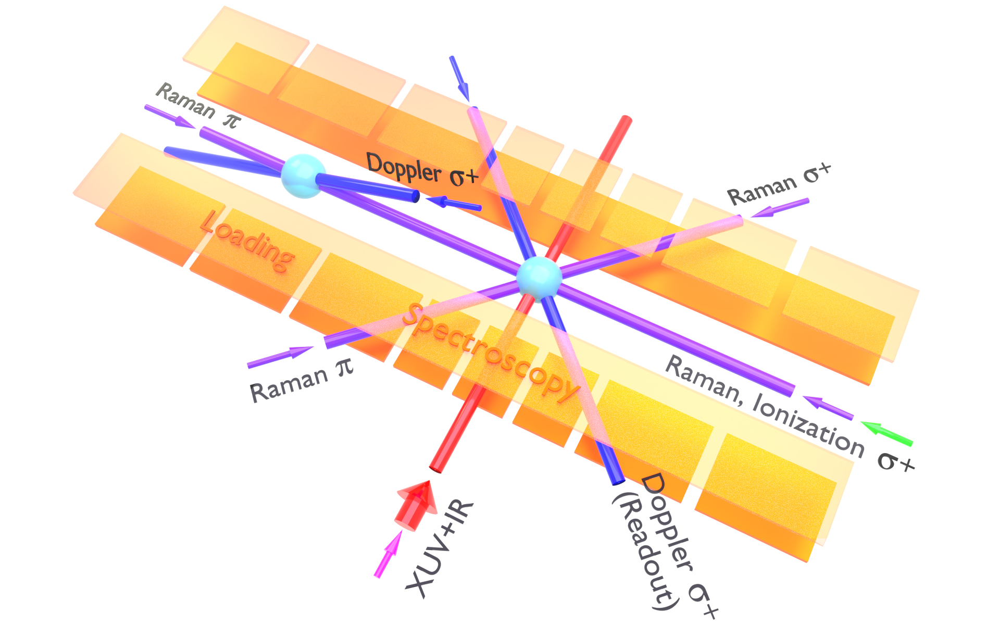 Raman π
Doppler σ+
Raman σ+
Loading
Spectroscopy
Raman π
Raman, Ionization σ+
XUV+IR
Doppler σ+
(Readout)